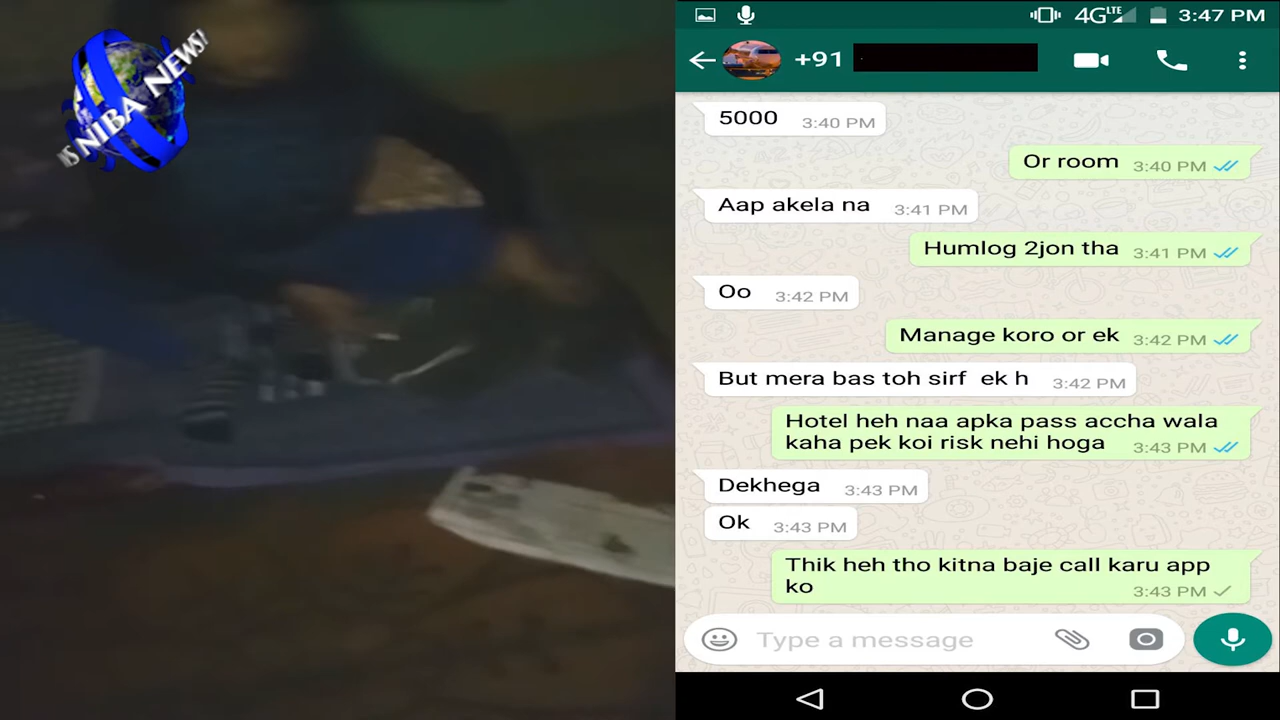 IS NIBA NEWS!
3:47 PM
4G LTE
+91
5000 3:40 PM
Or room 3:40 PM
Aap akela na 3:41 PM
Humlog 2jon tha 3:41 PM
Oo 3:42 PM
Manage koro or ek 3:42 PM
But mera bas toh sirf ek h 3:42 PM
Hotel heh naa apka pass accha wala
kaha pek koi risk nehi hoga 3:43 PM
Dekhega 3:43 PM
Ok 3:43 PM
Thik heh tho kitna baje call karu app
ko 3:43 PM
Type a message